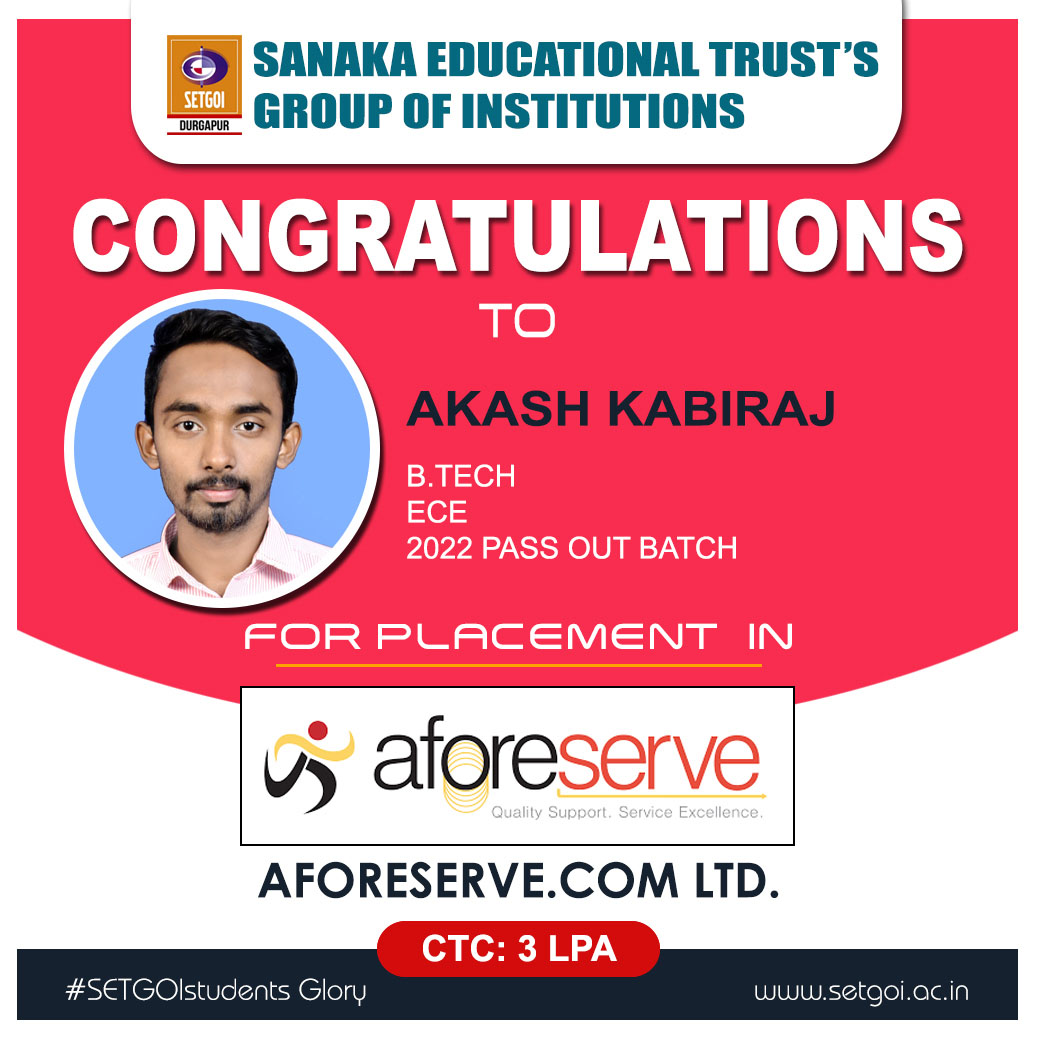 SETGOI
DURGAPUR
SANAKA EDUCATIONAL TRUST'S
GROUP OF INSTITUTIONS
CONGRATULATIONS
TO
AKASH KABIRAJ
B.TECH
ECE
2022 PASS OUT BATCH
FOR PLACEMENT IN
aforeserve
Quality Support. Service Excellence.
AFORESERVE.COM LTD.
CTC: 3 LPA
#SETGOIstudents Glory
www.setgoi.ac.in